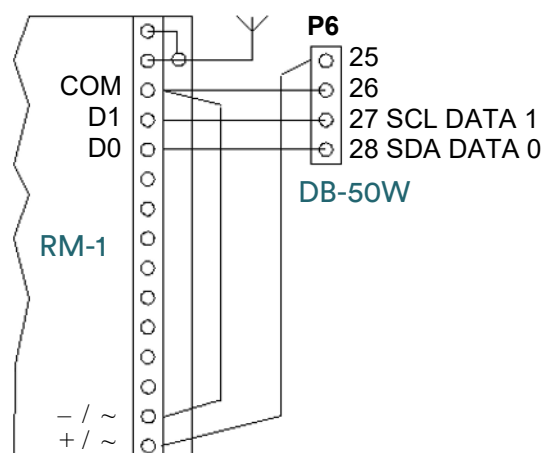 P6
25
COM 26
D1 27 SCL DATA 1
D0 28 SDA DATA 0
DB-50W
RM-1
− / ~
+ / ~